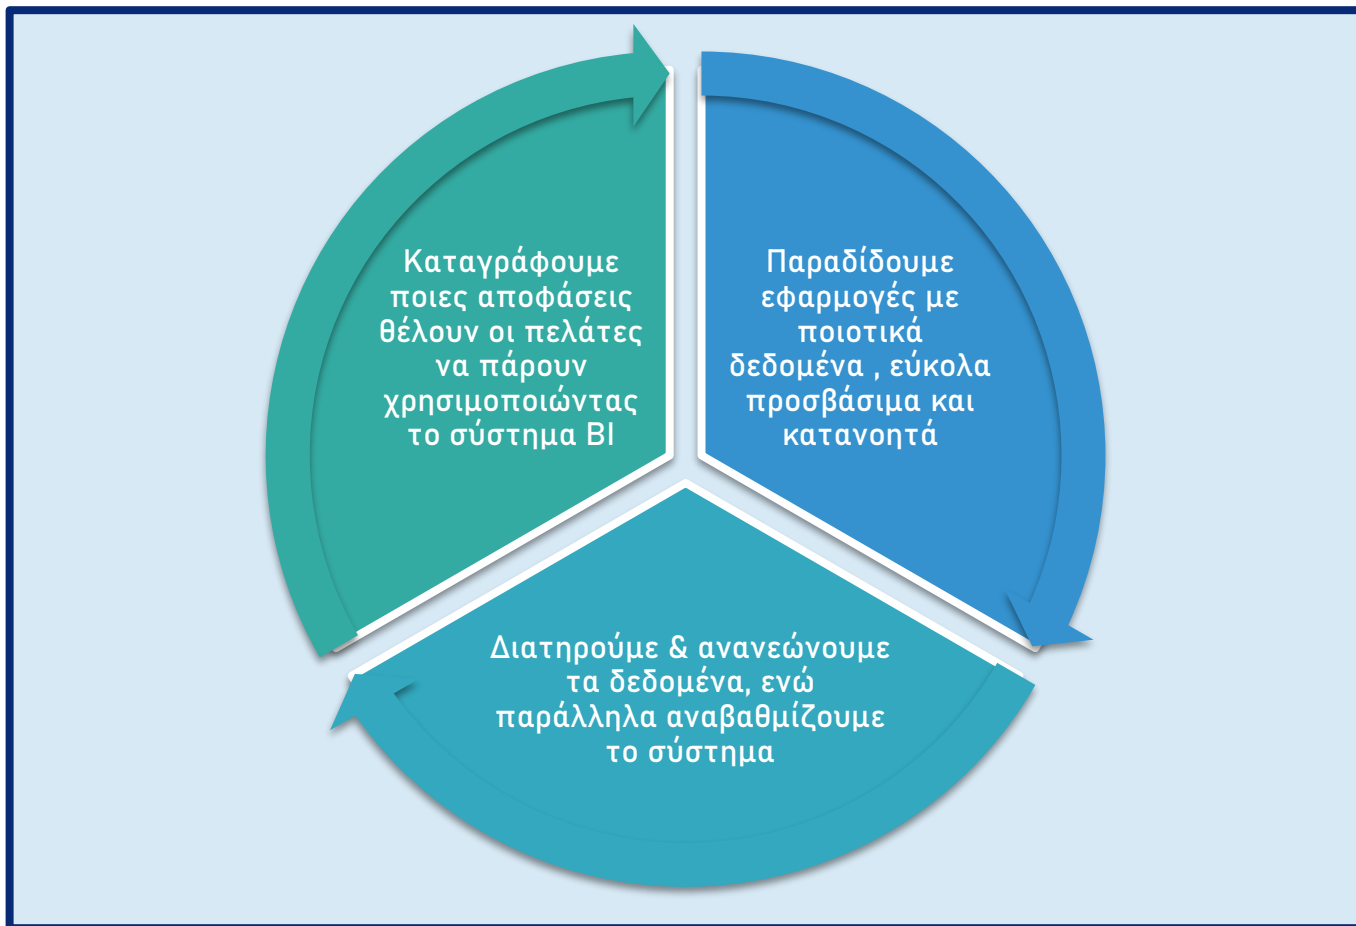 Καταγράφουμε
ποιες αποφάσεις
θέλουν οι πελάτες
να πάρουν
χρησιμοποιώντας
το σύστημα BI
Παραδίδουμε
εφαρμογές με
ποιοτικά
δεδομένα , εύκολα
προσβάσιμα και
κατανοητά
Διατηρούμε & ανανεώνουμε
τα δεδομένα, ενώ
παράλληλα αναβαθμίζουμε
το σύστημα